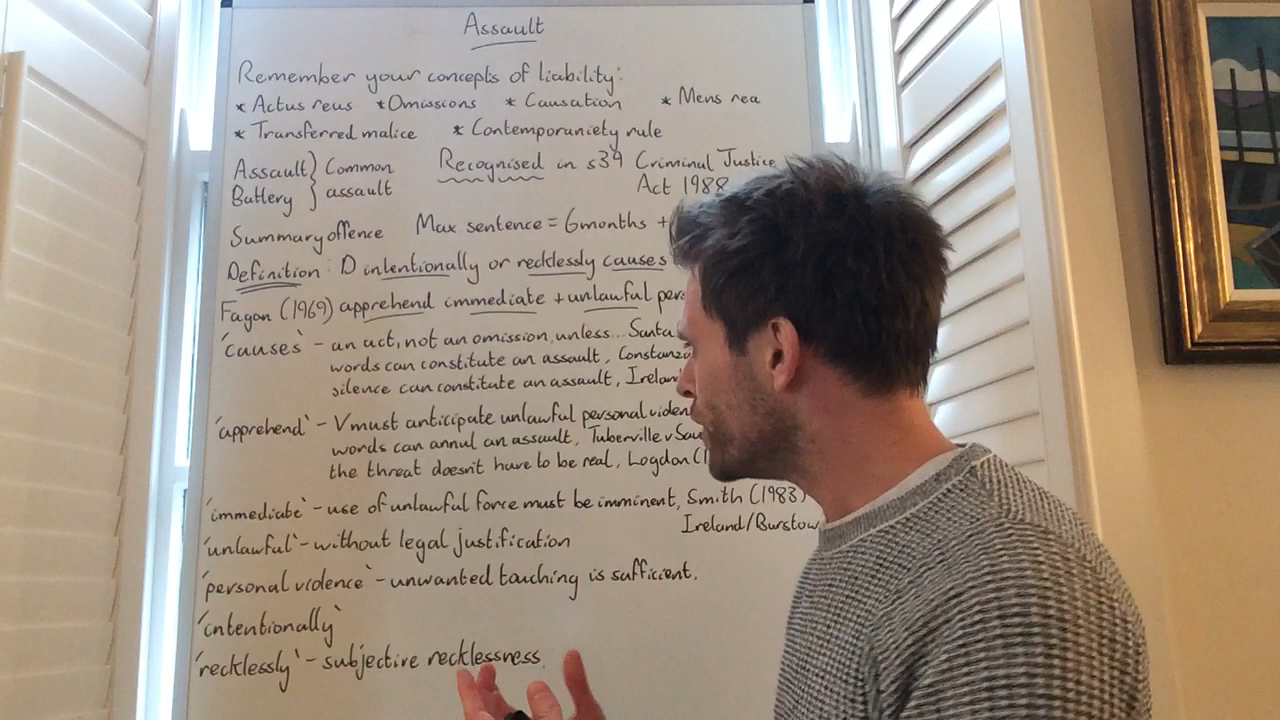 Assault
Remember your concepts of liability:
* Actus reus * Omissions * Causation * Mens rea
* Transferred malice * Contemporaniety rule
Assault } Common Recognised in s39 Criminal Justice
Battery } assault Act 1988
Summary offence Max sentence = 6 months +
Definition: D intentionally or recklessly causes
Fagan (1969) apprehend immediate + unlawful
'causes' - an act, not an omission, unless... Santa
words can constitute an assault, Constanza
silence can constitute an assault, Ireland
'apprehend' - V must anticipate unlawful personal violen
words can annul an assault, Tuberville v Sav
the threat doesn't have to be real, Logdon (1
'immediate' - use of unlawful force must be imminent, Smith (1983)
Ireland/Burstow
'unlawful' - without legal justification
'personal violence' - unwanted touching is sufficient.
'intentionally'
'recklessly' - subjective recklessness.